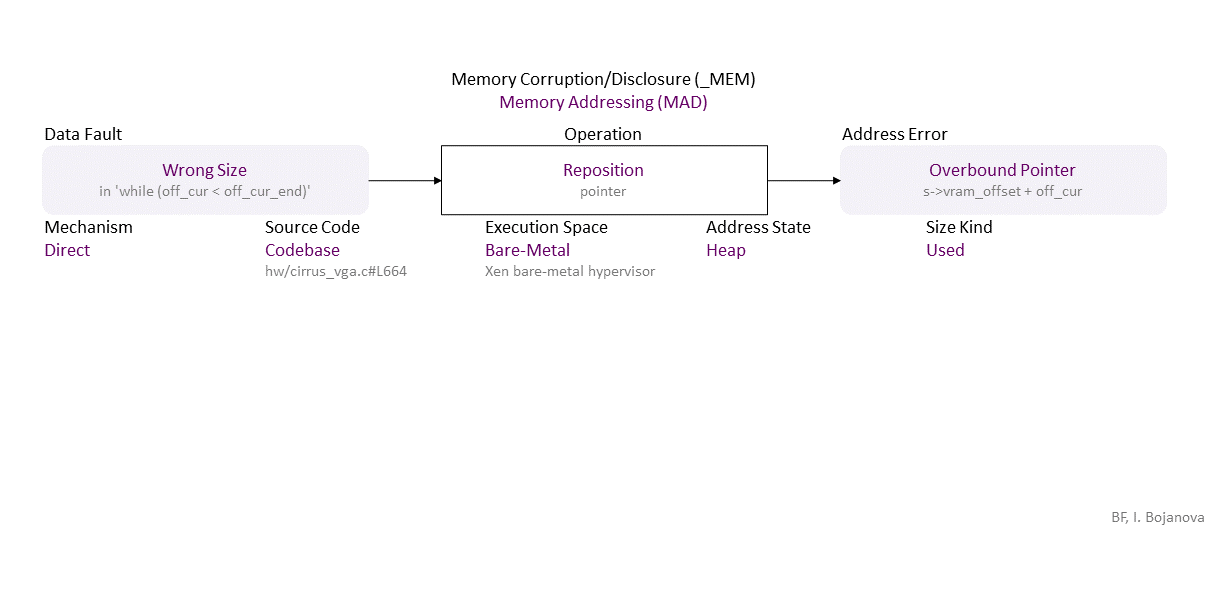 Memory Corruption/Disclosure (_MEM)
Memory Addressing (MAD)
Data Fault
Operation
Address Error
Wrong Size
in 'while (off_cur < off_cur_end)'
Reposition
pointer
Overbound Pointer
s->vram_offset + off_cur
Mechanism
Direct
Source Code
Codebase
hw/cirrus_vga.c#L664
Execution Space
Bare-Metal
Xen bare-metal hypervisor
Address State
Heap
Size Kind
Used
BF, I. Bojanova